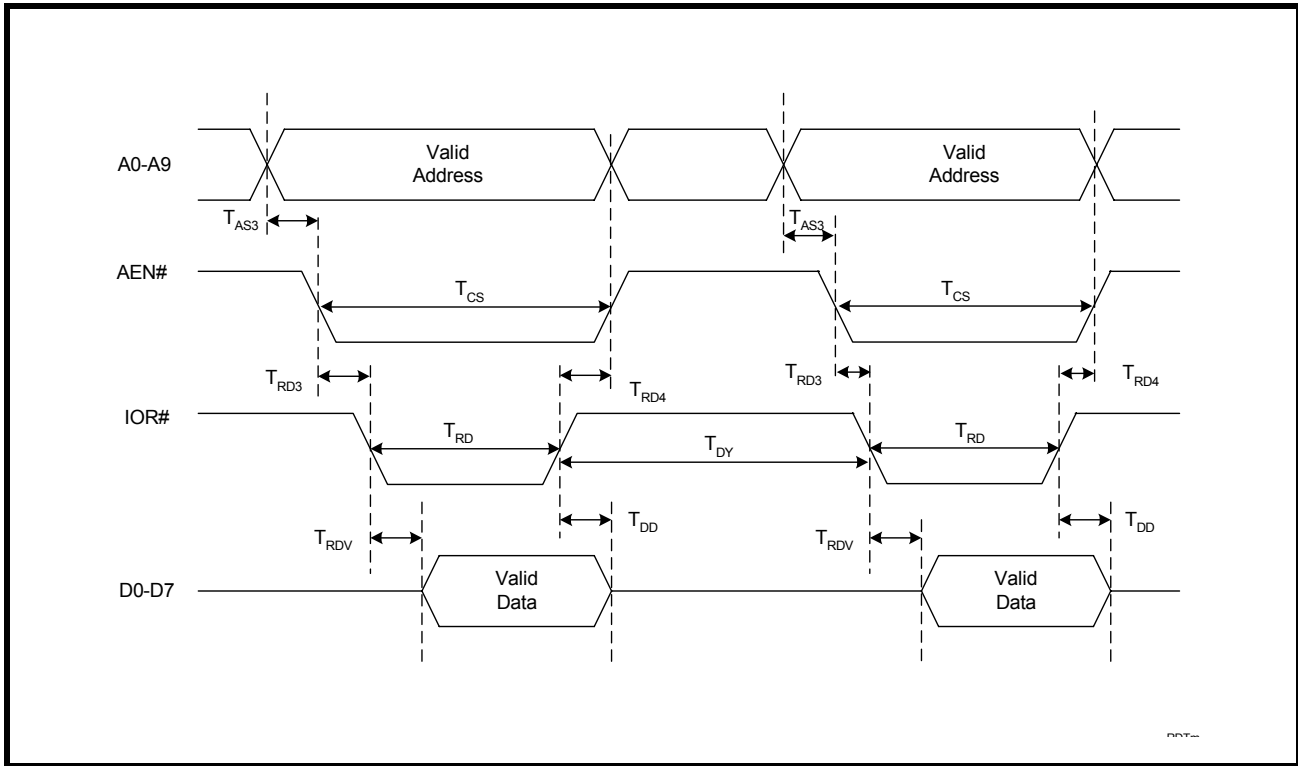 A0-A9
Valid
Address
Valid
Address
TAS3
TAS3
AEN#
TCS
TCS
TRD3
TRD4
TRD3
TRD4
IOR#
TRD
TDY
TRD
TRDV
TDD
TRDV
TDD
D0-D7
Valid
Data
Valid
Data